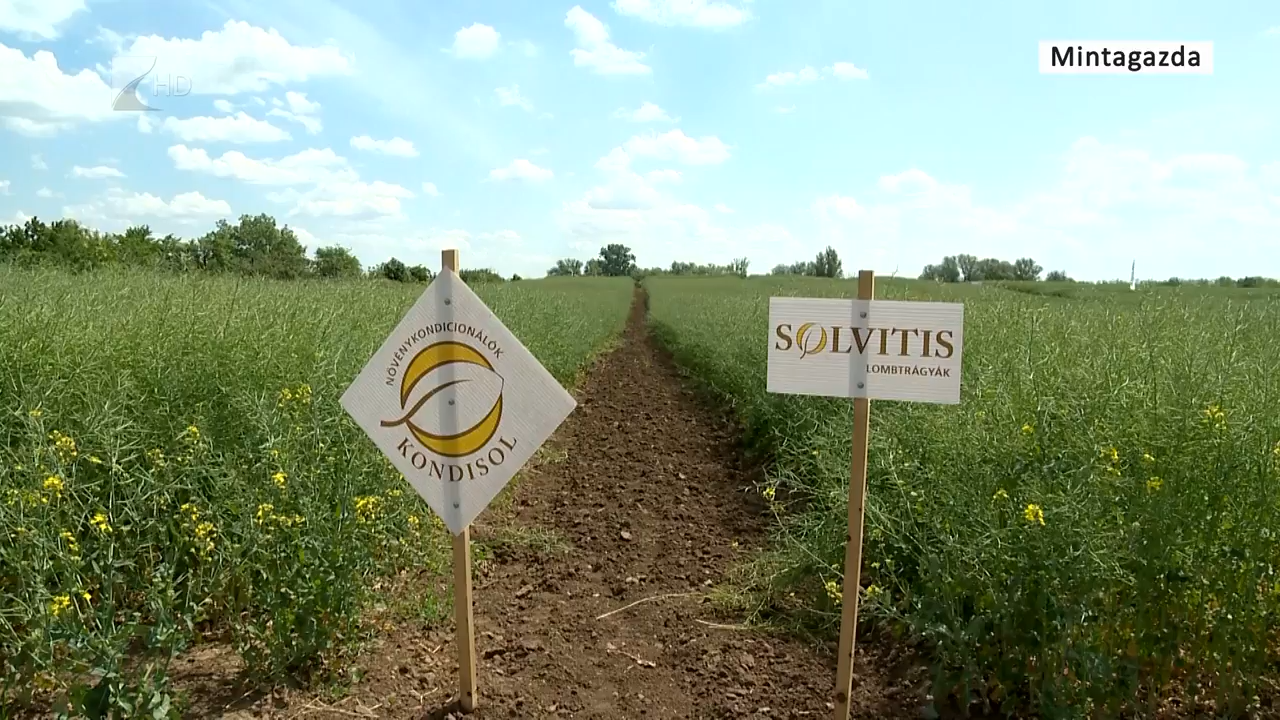 HD
Mintagazda
NÖVÉNYKONDICIONÁLÓK
KONDISOL
SOLVITIS
LOMBTRÁGYÁK